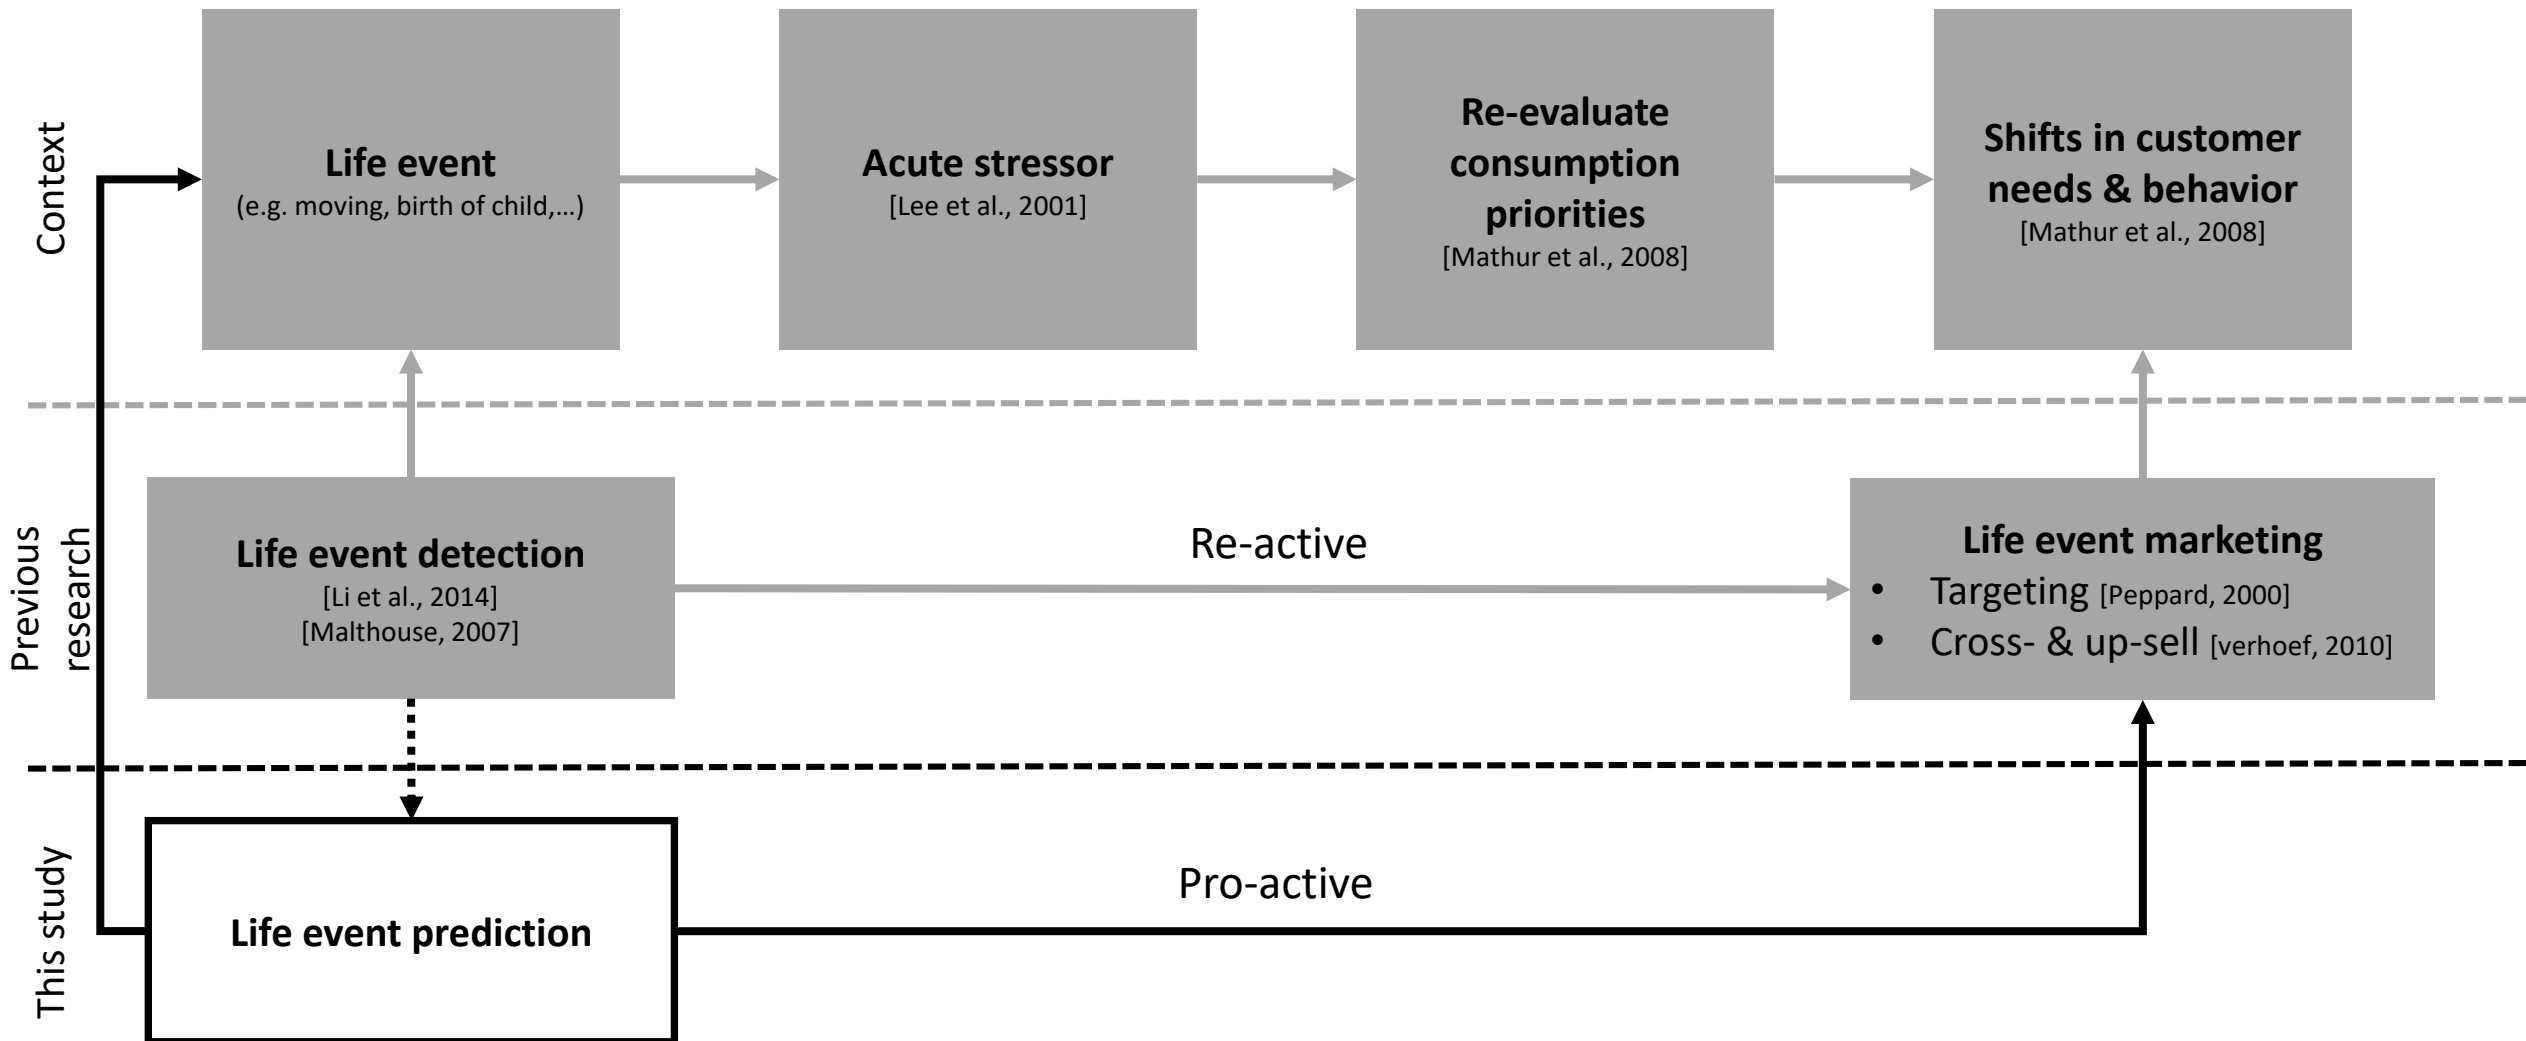 Context
Life event
(e.g. moving, birth of child,…)
Acute stressor
[Lee et al., 2001]
Re-evaluate
consumption
priorities
[Mathur et al., 2008]
Shifts in customer
needs & behavior
[Mathur et al., 2008]
Previous
research
Life event detection
[Li et al., 2014]
[Malthouse, 2007]
Re-active
Life event marketing
• Targeting [Peppard, 2000]
• Cross- & up-sell [verhoef, 2010]
This study
Life event prediction
Pro-active